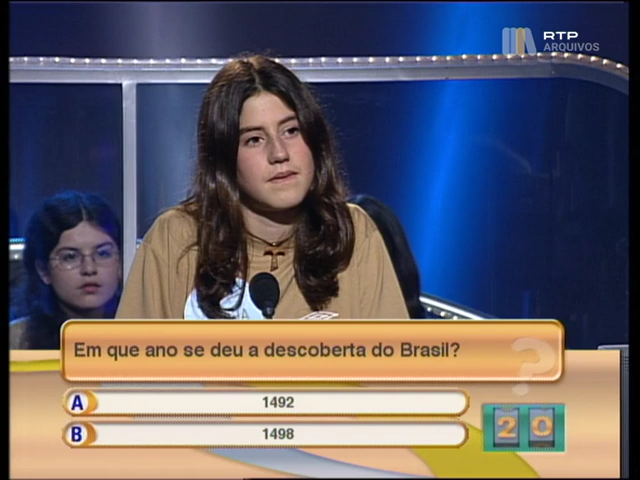 RTP
ARQUIVOS
Em que ano se deu a descoberta do Brasil?
?
A 1492
B 1498
20